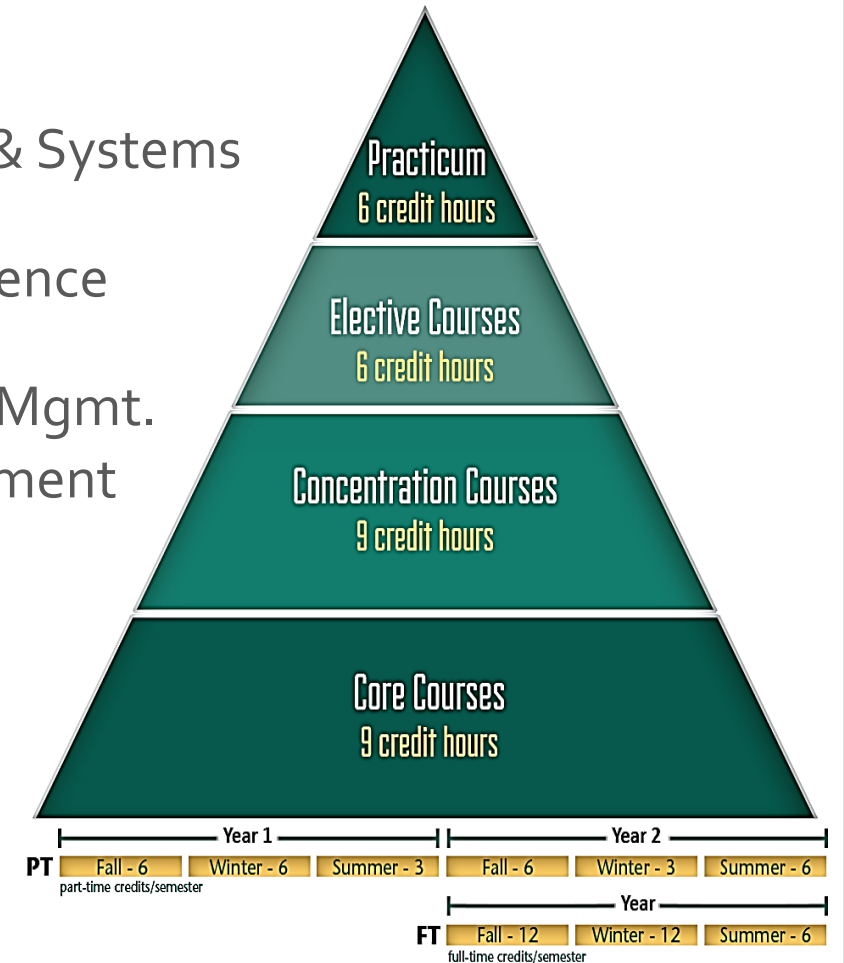 & Systems
ence
Mgmt.
ment
Practicum
6 credit hours
Elective Courses
6 credit hours
Concentration Courses
9 credit hours
Core Courses
9 credit hours
Year 1 Year 2
PT Fall - 6 Winter - 6 Summer - 3 Fall - 6 Winter - 3 Summer - 6
part-time credits/semester
Year
FT Fall - 12 Winter - 12 Summer - 6
full-time credits/semester